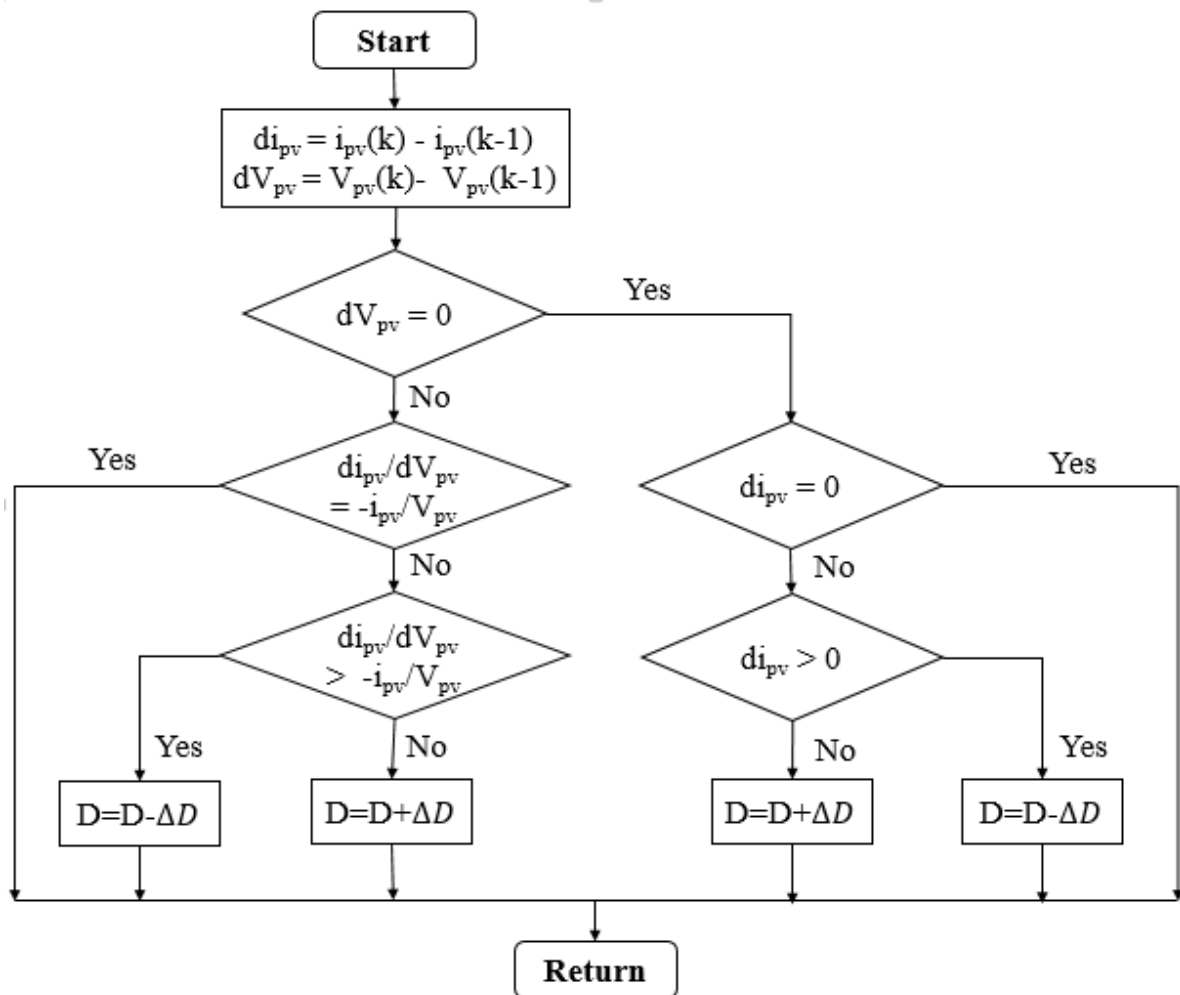 Start
di_pv = i_pv(k) - i_pv(k-1)
dV_pv = V_pv(k)- V_pv(k-1)
dV_pv = 0
Yes
No
Yes
di_pv/dV_pv
= -i_pv/V_pv
di_pv = 0
Yes
No
No
di_pv/dV_pv
> -i_pv/V_pv
di_pv > 0
Yes
No
No
Yes
D=D-ΔD
D=D+ΔD
D=D+ΔD
D=D-ΔD
Return